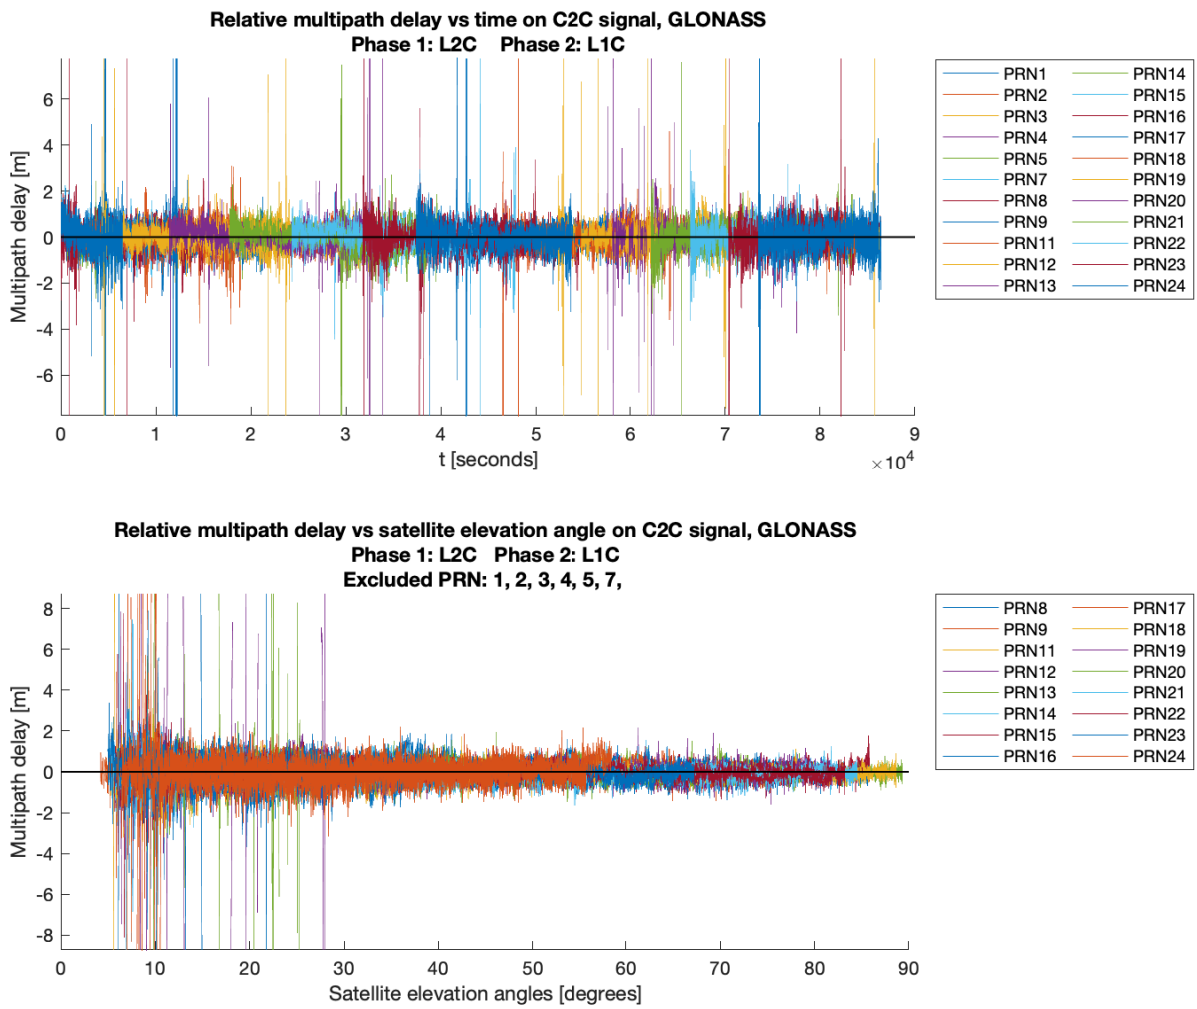 Relative multipath delay vs time on C2C signal, GLONASS
Phase 1: L2C Phase 2: L1C
Multipath delay [m]
6
4
2
0
-2
-4
-6
0 1 2 3 4 5 6 7 8 9
t [seconds]
×10⁴
PRN1 PRN14
PRN2 PRN15
PRN3 PRN16
PRN4 PRN17
PRN5 PRN18
PRN7 PRN19
PRN8 PRN20
PRN9 PRN21
PRN11 PRN22
PRN12 PRN23
PRN13 PRN24
Relative multipath delay vs satellite elevation angle on C2C signal, GLONASS
Phase 1: L2C Phase 2: L1C
Excluded PRN: 1, 2, 3, 4, 5, 7,
Multipath delay [m]
8
6
4
2
0
-2
-4
-6
-8
0 10 20 30 40 50 60 70 80 90
Satellite elevation angles [degrees]
PRN8 PRN17
PRN9 PRN18
PRN11 PRN19
PRN12 PRN20
PRN13 PRN21
PRN14 PRN22
PRN15 PRN23
PRN16 PRN24